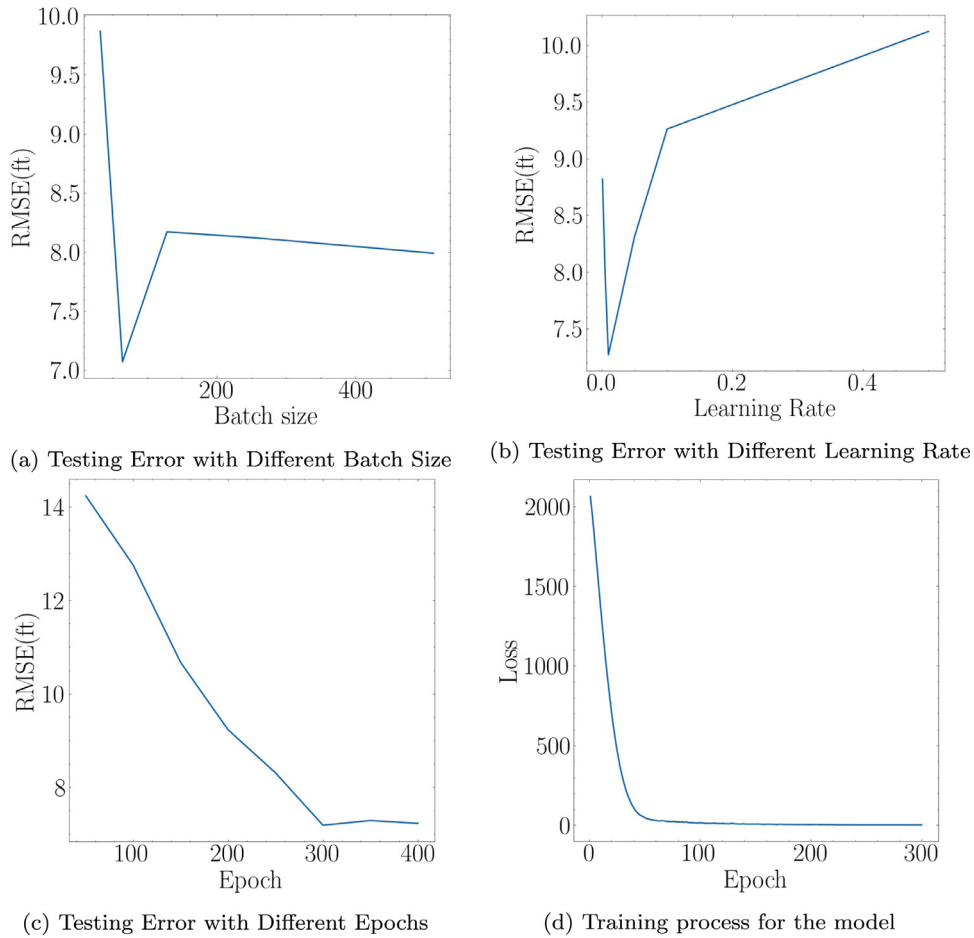 10.0
9.5
9.0
8.5
8.0
7.5
7.0
RMSE(ft)
200
400
Batch size
(a) Testing Error with Different Batch Size
10.0
9.5
9.0
8.5
8.0
7.5
RMSE(ft)
0.0
0.2
0.4
Learning Rate
(b) Testing Error with Different Learning Rate
14
12
10
8
RMSE(ft)
100
200
300
400
Epoch
(c) Testing Error with Different Epochs
2000
1500
1000
500
0
Loss
0
100
200
300
Epoch
(d) Training process for the model